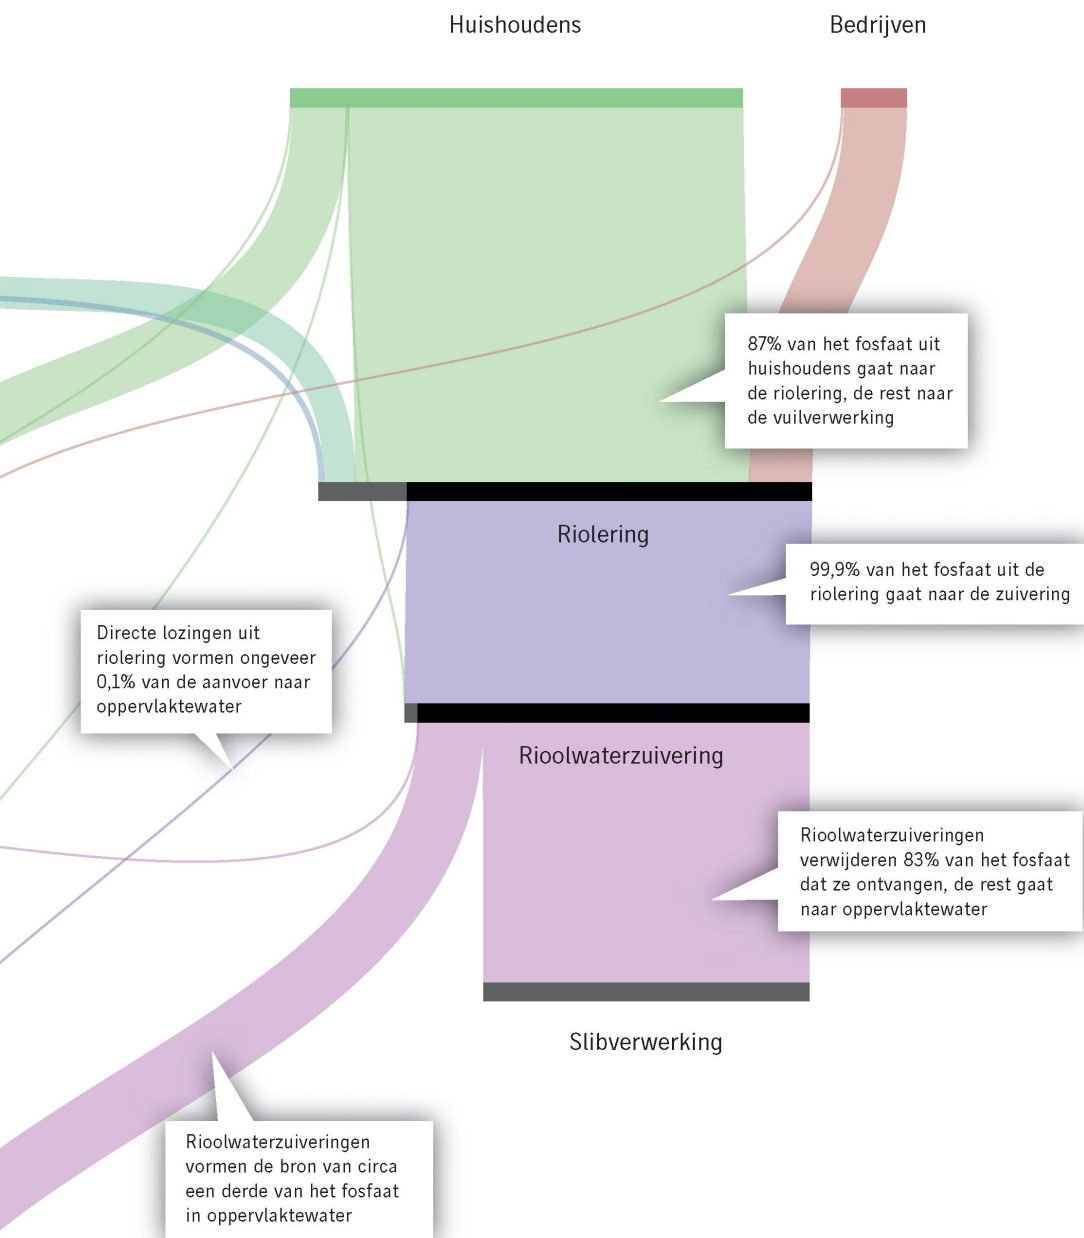 Huishoudens
Bedrijven
87% van het fosfaat uit
huishoudens gaat naar
de riolering, de rest naar
de vuilverwerking
Riolering
99,9% van het fosfaat uit de
riolering gaat naar de zuivering
Directe lozingen uit
riolering vormen ongeveer
0,1% van de aanvoer naar
oppervlaktewater
Rioolwaterzuivering
Rioolwaterzuiveringen
verwijderen 83% van het fosfaat
dat ze ontvangen, de rest gaat
naar oppervlaktewater
Slibverwerking
Rioolwaterzuiveringen
vormen de bron van circa
een derde van het fosfaat
in oppervlaktewater